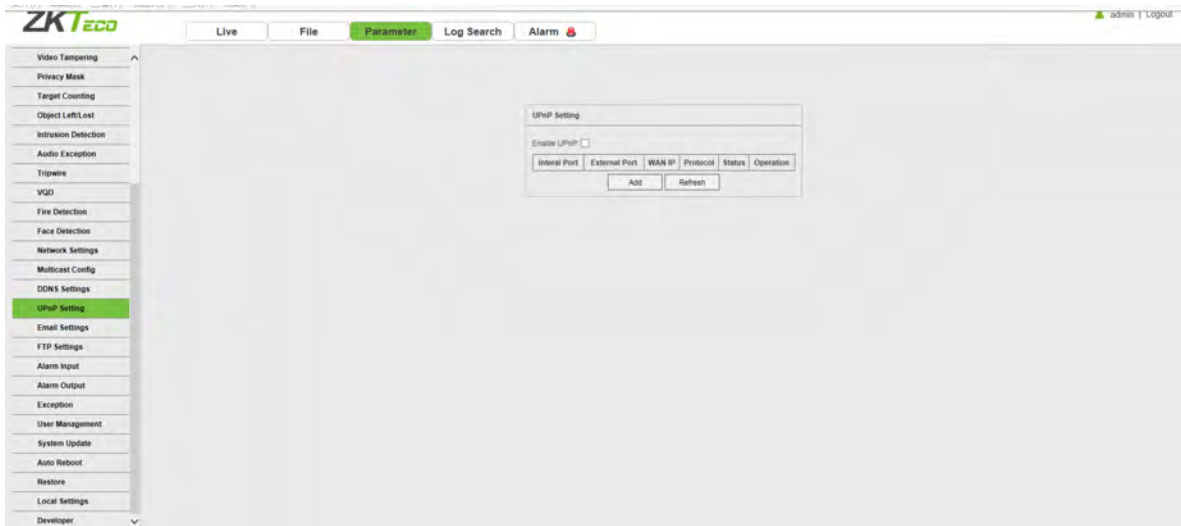 ZKTeco
admin | Logout
Live File Parameter Log Search Alarm
Video Tampering
Privacy Mask
Target Counting
Object Left/Lost
Intrusion Detection
Audio Exception
Tripwire
VQD
Fire Detection
Face Detection
Network Settings
Multicast Config
DDNS Settings
UPnP Setting
Email Settings
FTP Settings
Alarm Input
Alarm Output
Exception
User Management
System Update
Auto Reboot
Restore
Local Settings
Developer
UPnP Setting
Enable UPnP
Interal Port External Port WAN IP Protocol Status Operation
Add Refresh